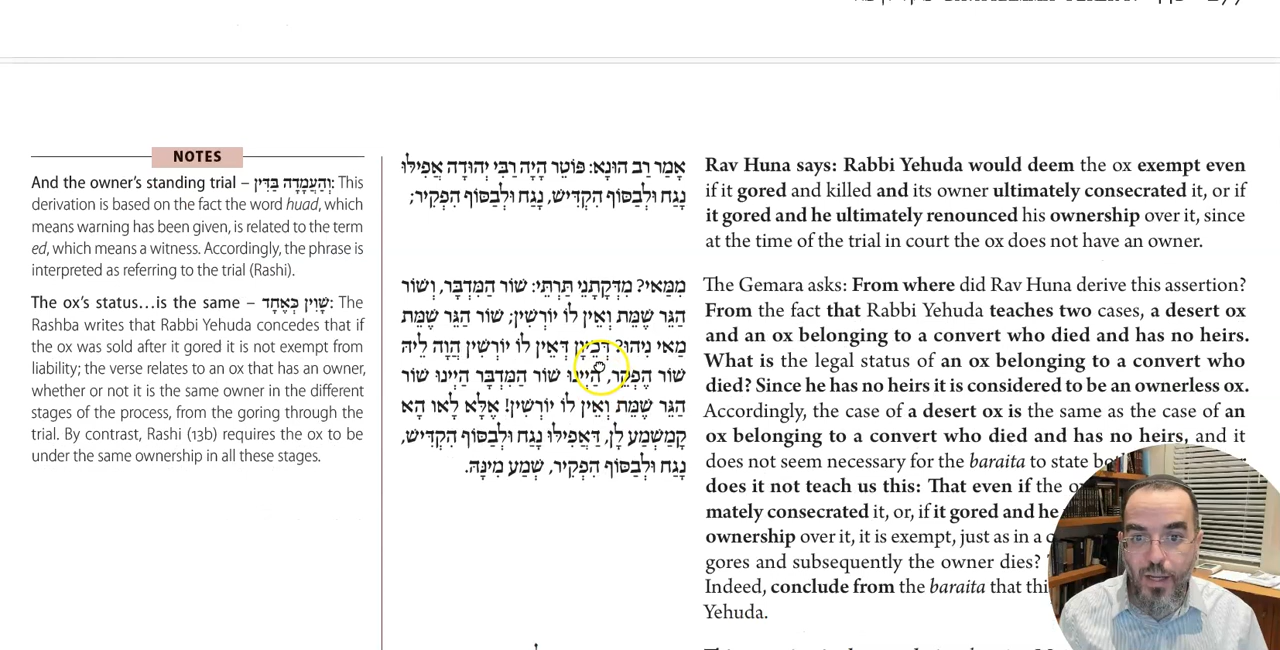 NOTES
And the owner's standing trial – וְהַעֲמָדָה בַּדִּין: This
derivation is based on the fact the word huad, which
means warning has been given, is related to the term
ed, which means a witness. Accordingly, the phrase is
interpreted as referring to the trial (Rashi).
The ox's status…is the same – שָׁוִין כְּאֶחָד: The
Rashba writes that Rabbi Yehuda concedes that if
the ox was sold after it gored it is not exempt from
liability; the verse relates to an ox that has an owner,
whether or not it is the same owner in the different
stages of the process, from the goring through the
trial. By contrast, Rashi (13b) requires the ox to be
under the same ownership in all these stages.
אָמַר רַב הוּנָא: פּוֹטֵר הָיָה רַבִּי יְהוּדָה אֲפִילּוּ
נָגַח וּלְבַסּוֹף הִקְדִּישׁ, נָגַח וּלְבַסּוֹף הִפְקִיר;
מִמַּאי? מִדְּקָתָנֵי תַּרְתֵּי: שׁוֹר הַמִּדְבָּר, וְשׁוֹר
הַגֵּר שֶׁמֵּת וְאֵין לוֹ יוֹרְשִׁין; שׁוֹר הַגֵּר שֶׁמֵּת
מַאי נִיהוּ? דְּכֵיוָן דְּאֵין לוֹ יוֹרְשִׁין הֲוָה לֵיהּ
שׁוֹר הֶפְקֵר, הַיְינוּ שׁוֹר הַמִּדְבָּר הַיְינוּ שׁוֹר
הַגֵּר שֶׁמֵּת וְאֵין לוֹ יוֹרְשִׁין! אֶלָּא לָאו הָא
קָמַשְׁמַע לַן, דַּאֲפִילּוּ נָגַח וּלְבַסּוֹף הִקְדִּישׁ,
נָגַח וּלְבַסּוֹף הִפְקִיר, שְׁמַע מִינַּהּ.
Rav Huna says: Rabbi Yehuda would deem the ox exempt even
if it gored and killed and its owner ultimately consecrated it, or if
it gored and he ultimately renounced his ownership over it, since
at the time of the trial in court the ox does not have an owner.
The Gemara asks: From where did Rav Huna derive this assertion?
From the fact that Rabbi Yehuda teaches two cases, a desert ox
and an ox belonging to a convert who died and has no heirs.
What is the legal status of an ox belonging to a convert who
died? Since he has no heirs it is considered to be an ownerless ox.
Accordingly, the case of a desert ox is the same as the case of an
ox belonging to a convert who died and has no heirs, and it
does not seem necessary for the baraita to state
does it not teach us this: That even if the
mately consecrated it, or, if it gored and he
ownership over it, it is exempt, just as in a
gores and subsequently the owner dies?
Indeed, conclude from the baraita that
Yehuda.